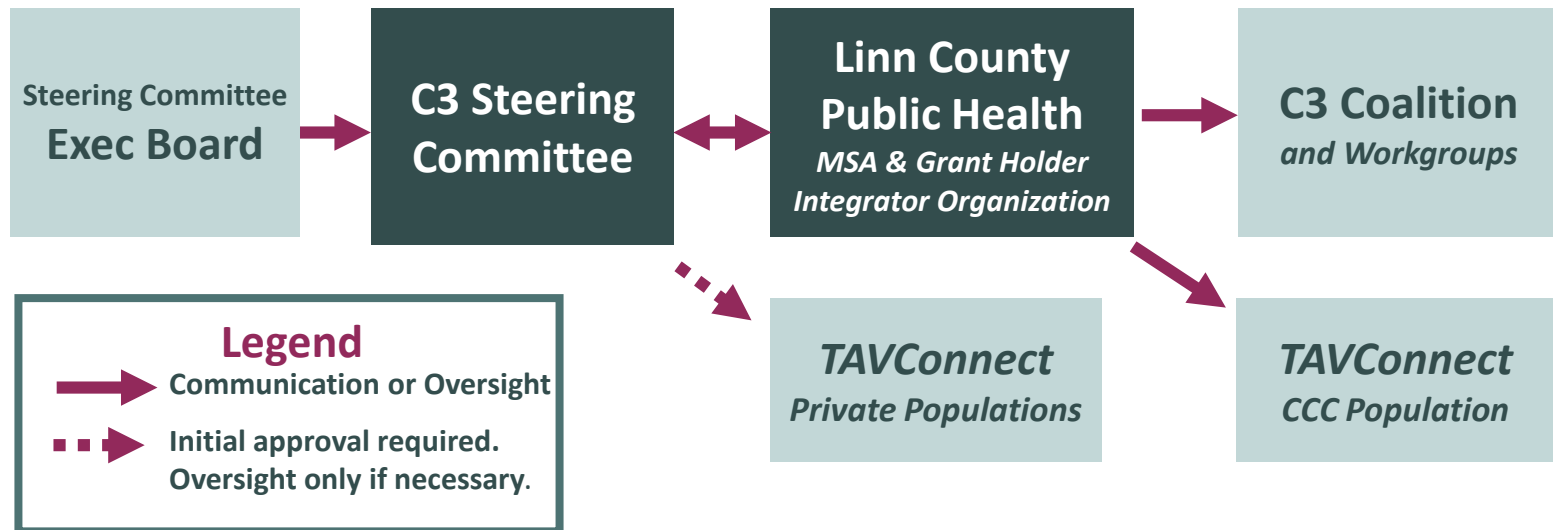 Steering Committee
Exec Board
C3 Steering
Committee
Linn County
Public Health
MSA & Grant Holder
Integrator Organization
C3 Coalition
and Workgroups
TAVConnect
Private Populations
TAVConnect
CCC Population
Legend
Communication or Oversight
Initial approval required.
Oversight only if necessary.